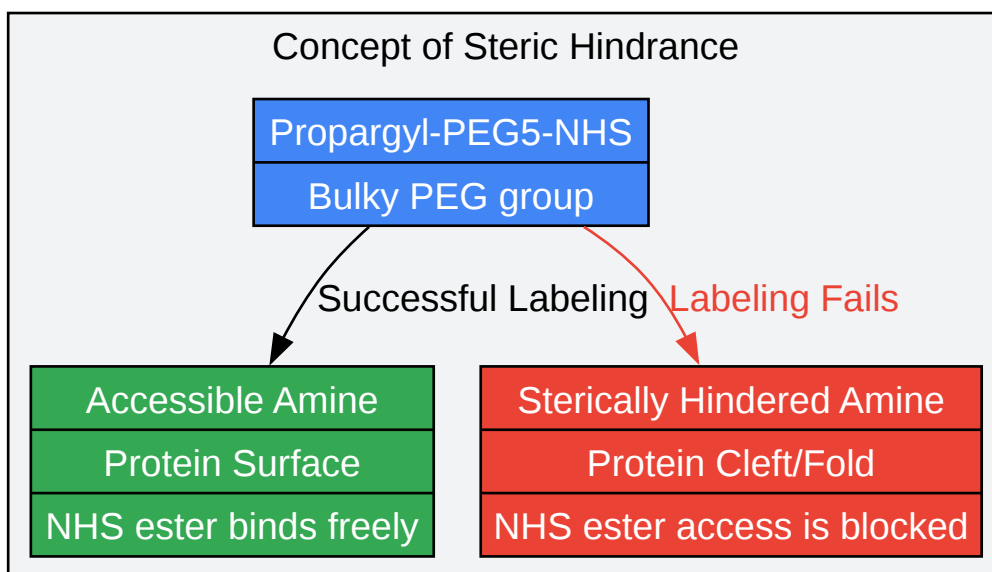 Concept of Steric Hindrance
Propargyl-PEG5-NHS
Bulky PEG group
Successful Labeling
Labeling Fails
Accessible Amine
Protein Surface
NHS ester binds freely
Sterically Hindered Amine
Protein Cleft/Fold
NHS ester access is blocked